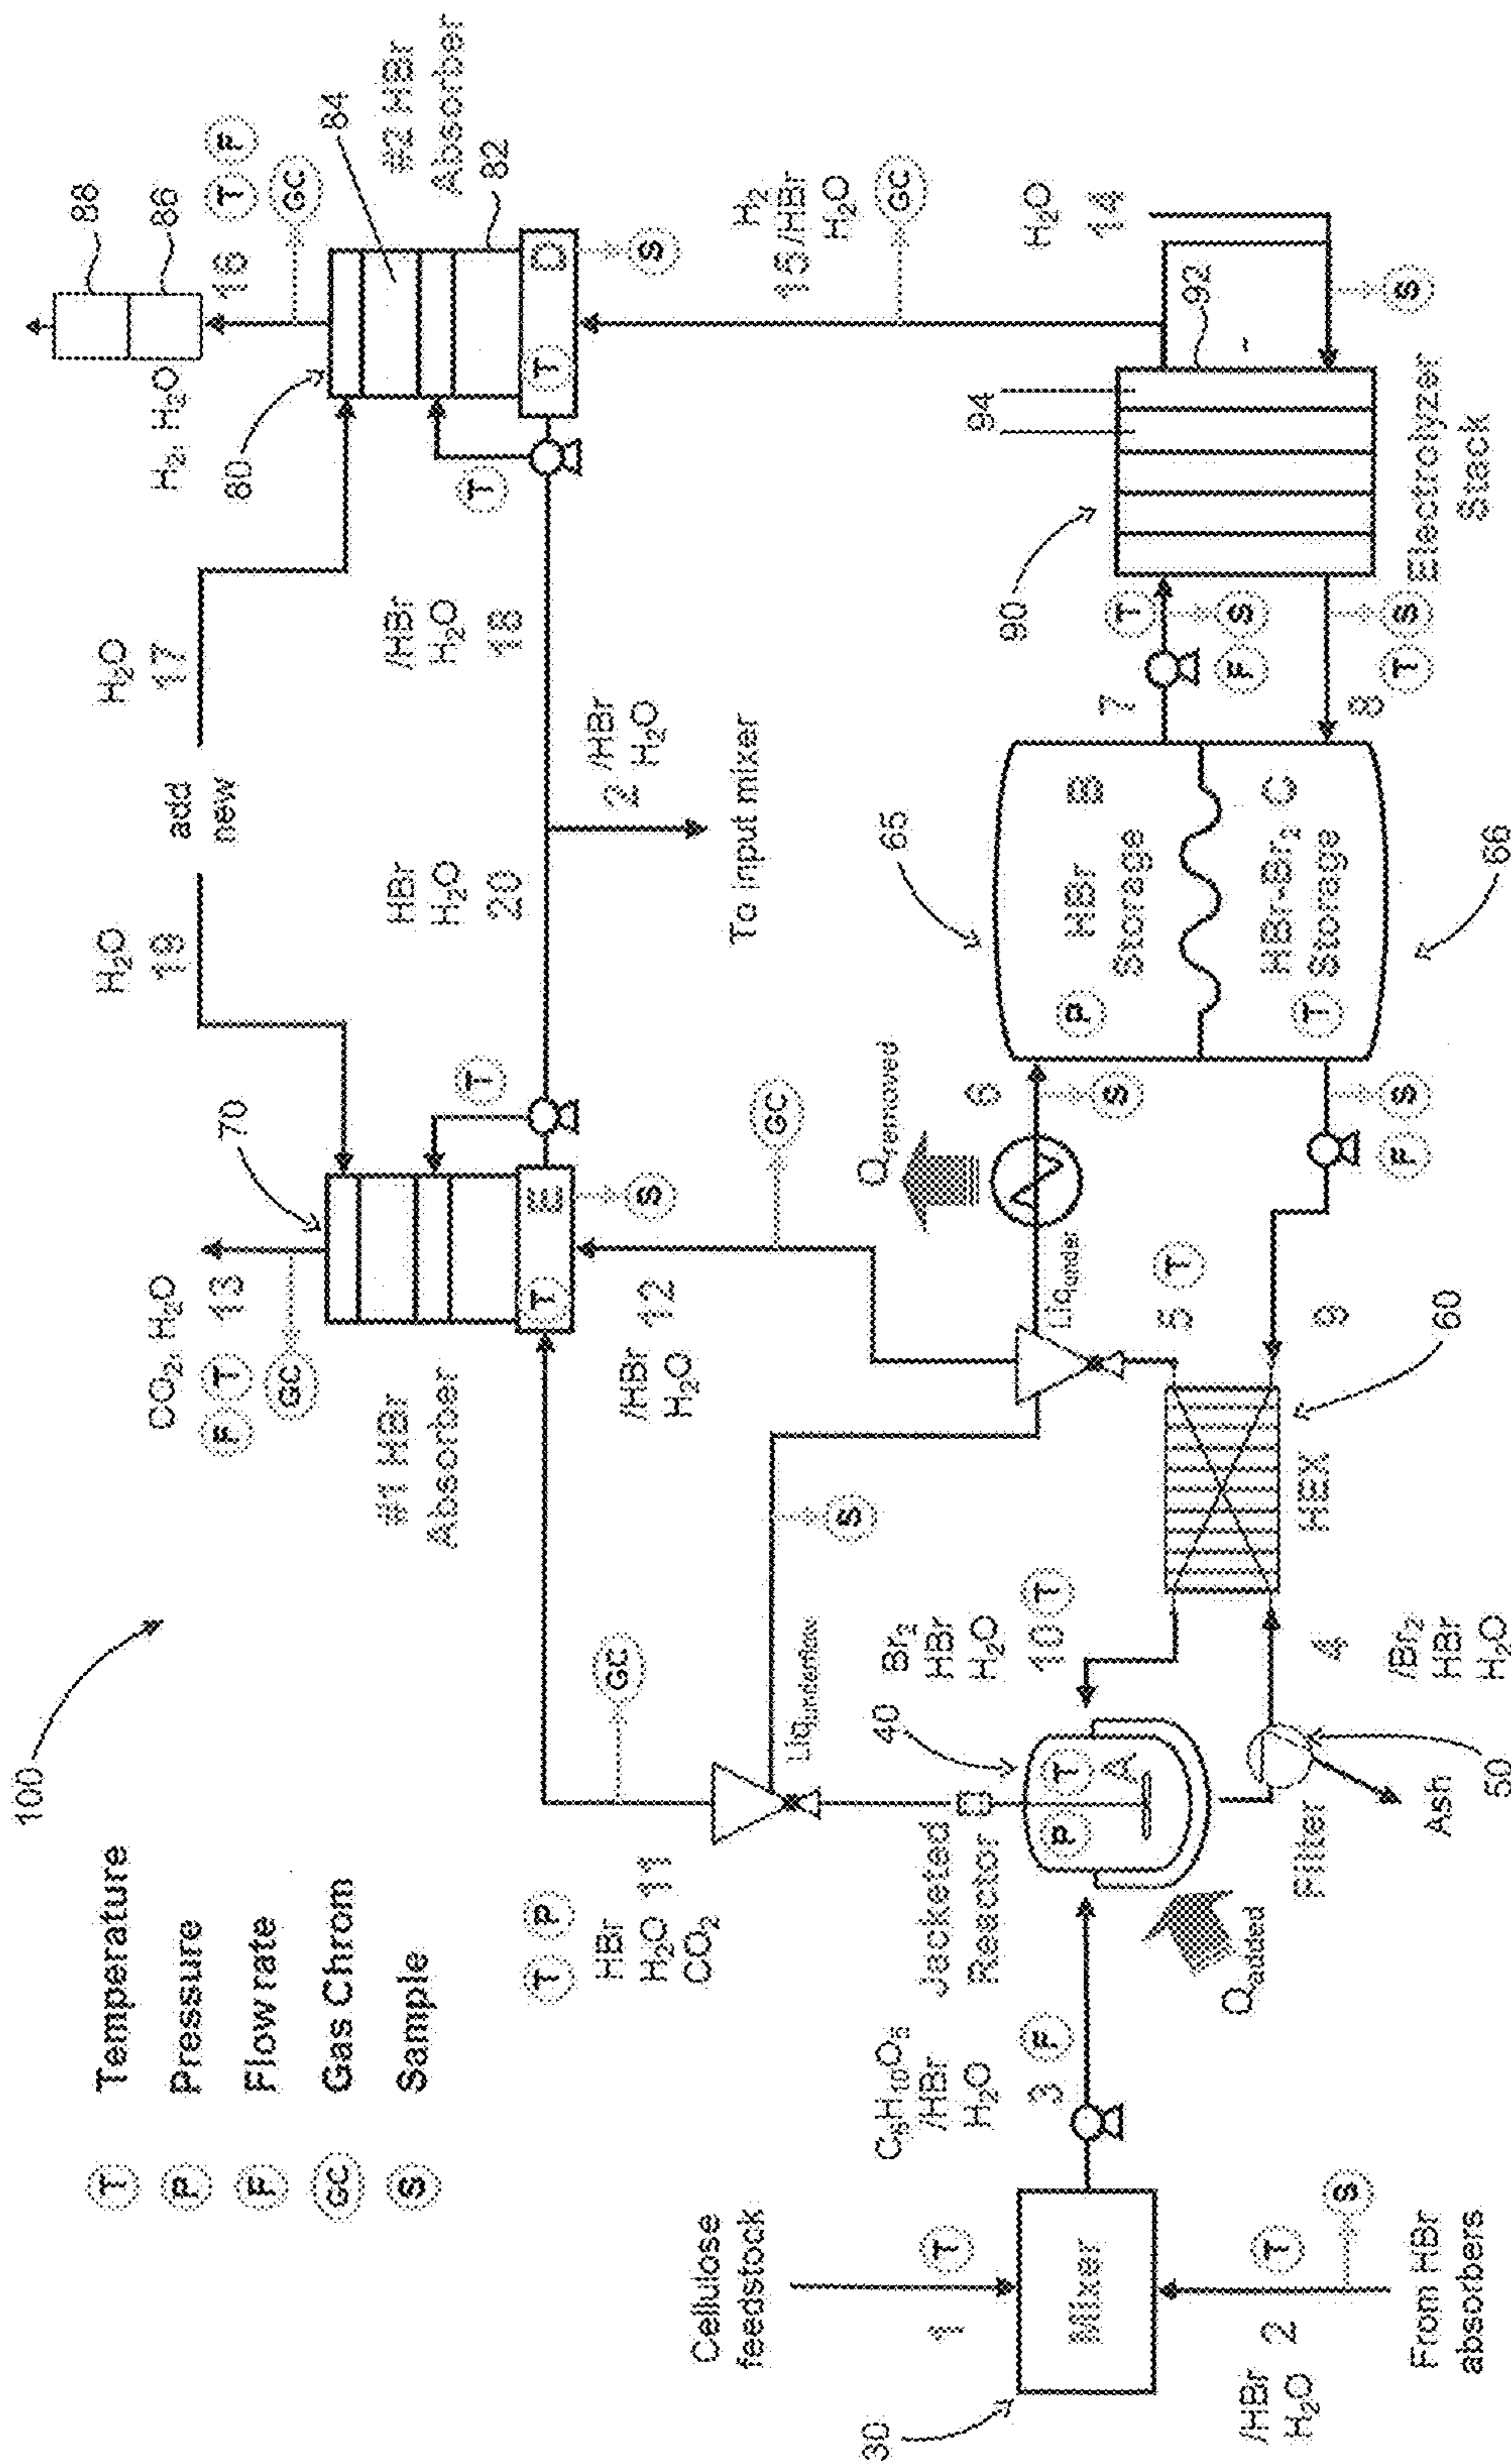 100
T Temperature
P Pressure
F Flow rate
GC Gas Chrom
S Sample
Cellulose
feedstock
1
T
30
Mixer
/HBr
H₂O
2
T
S
From HBr
absorbers
C₆H₁₀O₅
/HBr
H₂O
3
F
Jacketed
Reactor
40
P
T
A
Qadded
Filter
Ash
50
4
/Br₂
HBr
H₂O
Br₂
HBr
H₂O
10
T
HEX
60
5
T
9
T
P
HBr
H₂O
CO₂
11
GC
Liqunderflow
S
Liqunder
12
/HBr
H₂O
GC
#1 HBr
Absorber
70
T
E
S
T
CO₂, H₂O
13
F
T
GC
H₂O
19
add
new
H₂O
17
HBr
H₂O
20
2
/HBr
H₂O
To input mixer
/HBr
H₂O
18
Qremoved
6
S
F
S
65
B
HBr
Storage
P
C
HBr-Br₂
Storage
T
66
7
T
S
F
8
S
T
90
92
94
-
Electrolyzer
Stack
S
H₂O
14
H₂
15
/HBr
H₂O
GC
#2 HBr
Absorber
80
82
84
T
D
S
T
H₂, H₂O
16
T
F
GC
86
88